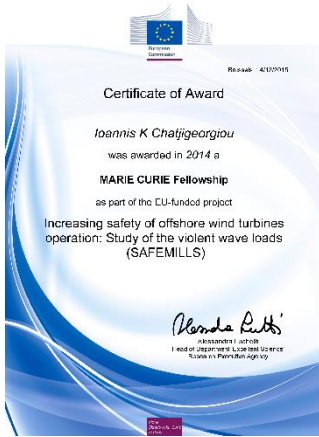 European
Commission
Brussels 4/12/2015
Certificate of Award
Ioannis K Chatjigeorgiou
was awarded in 2014 a
MARIE CURIE Fellowship
as part of the EU-funded project
Increasing safety of offshore wind turbines
operation: Study of the violent wave loads
(SAFEMILLS)
Alessandra
Head of Department Excellent Science
Research Executive Agency